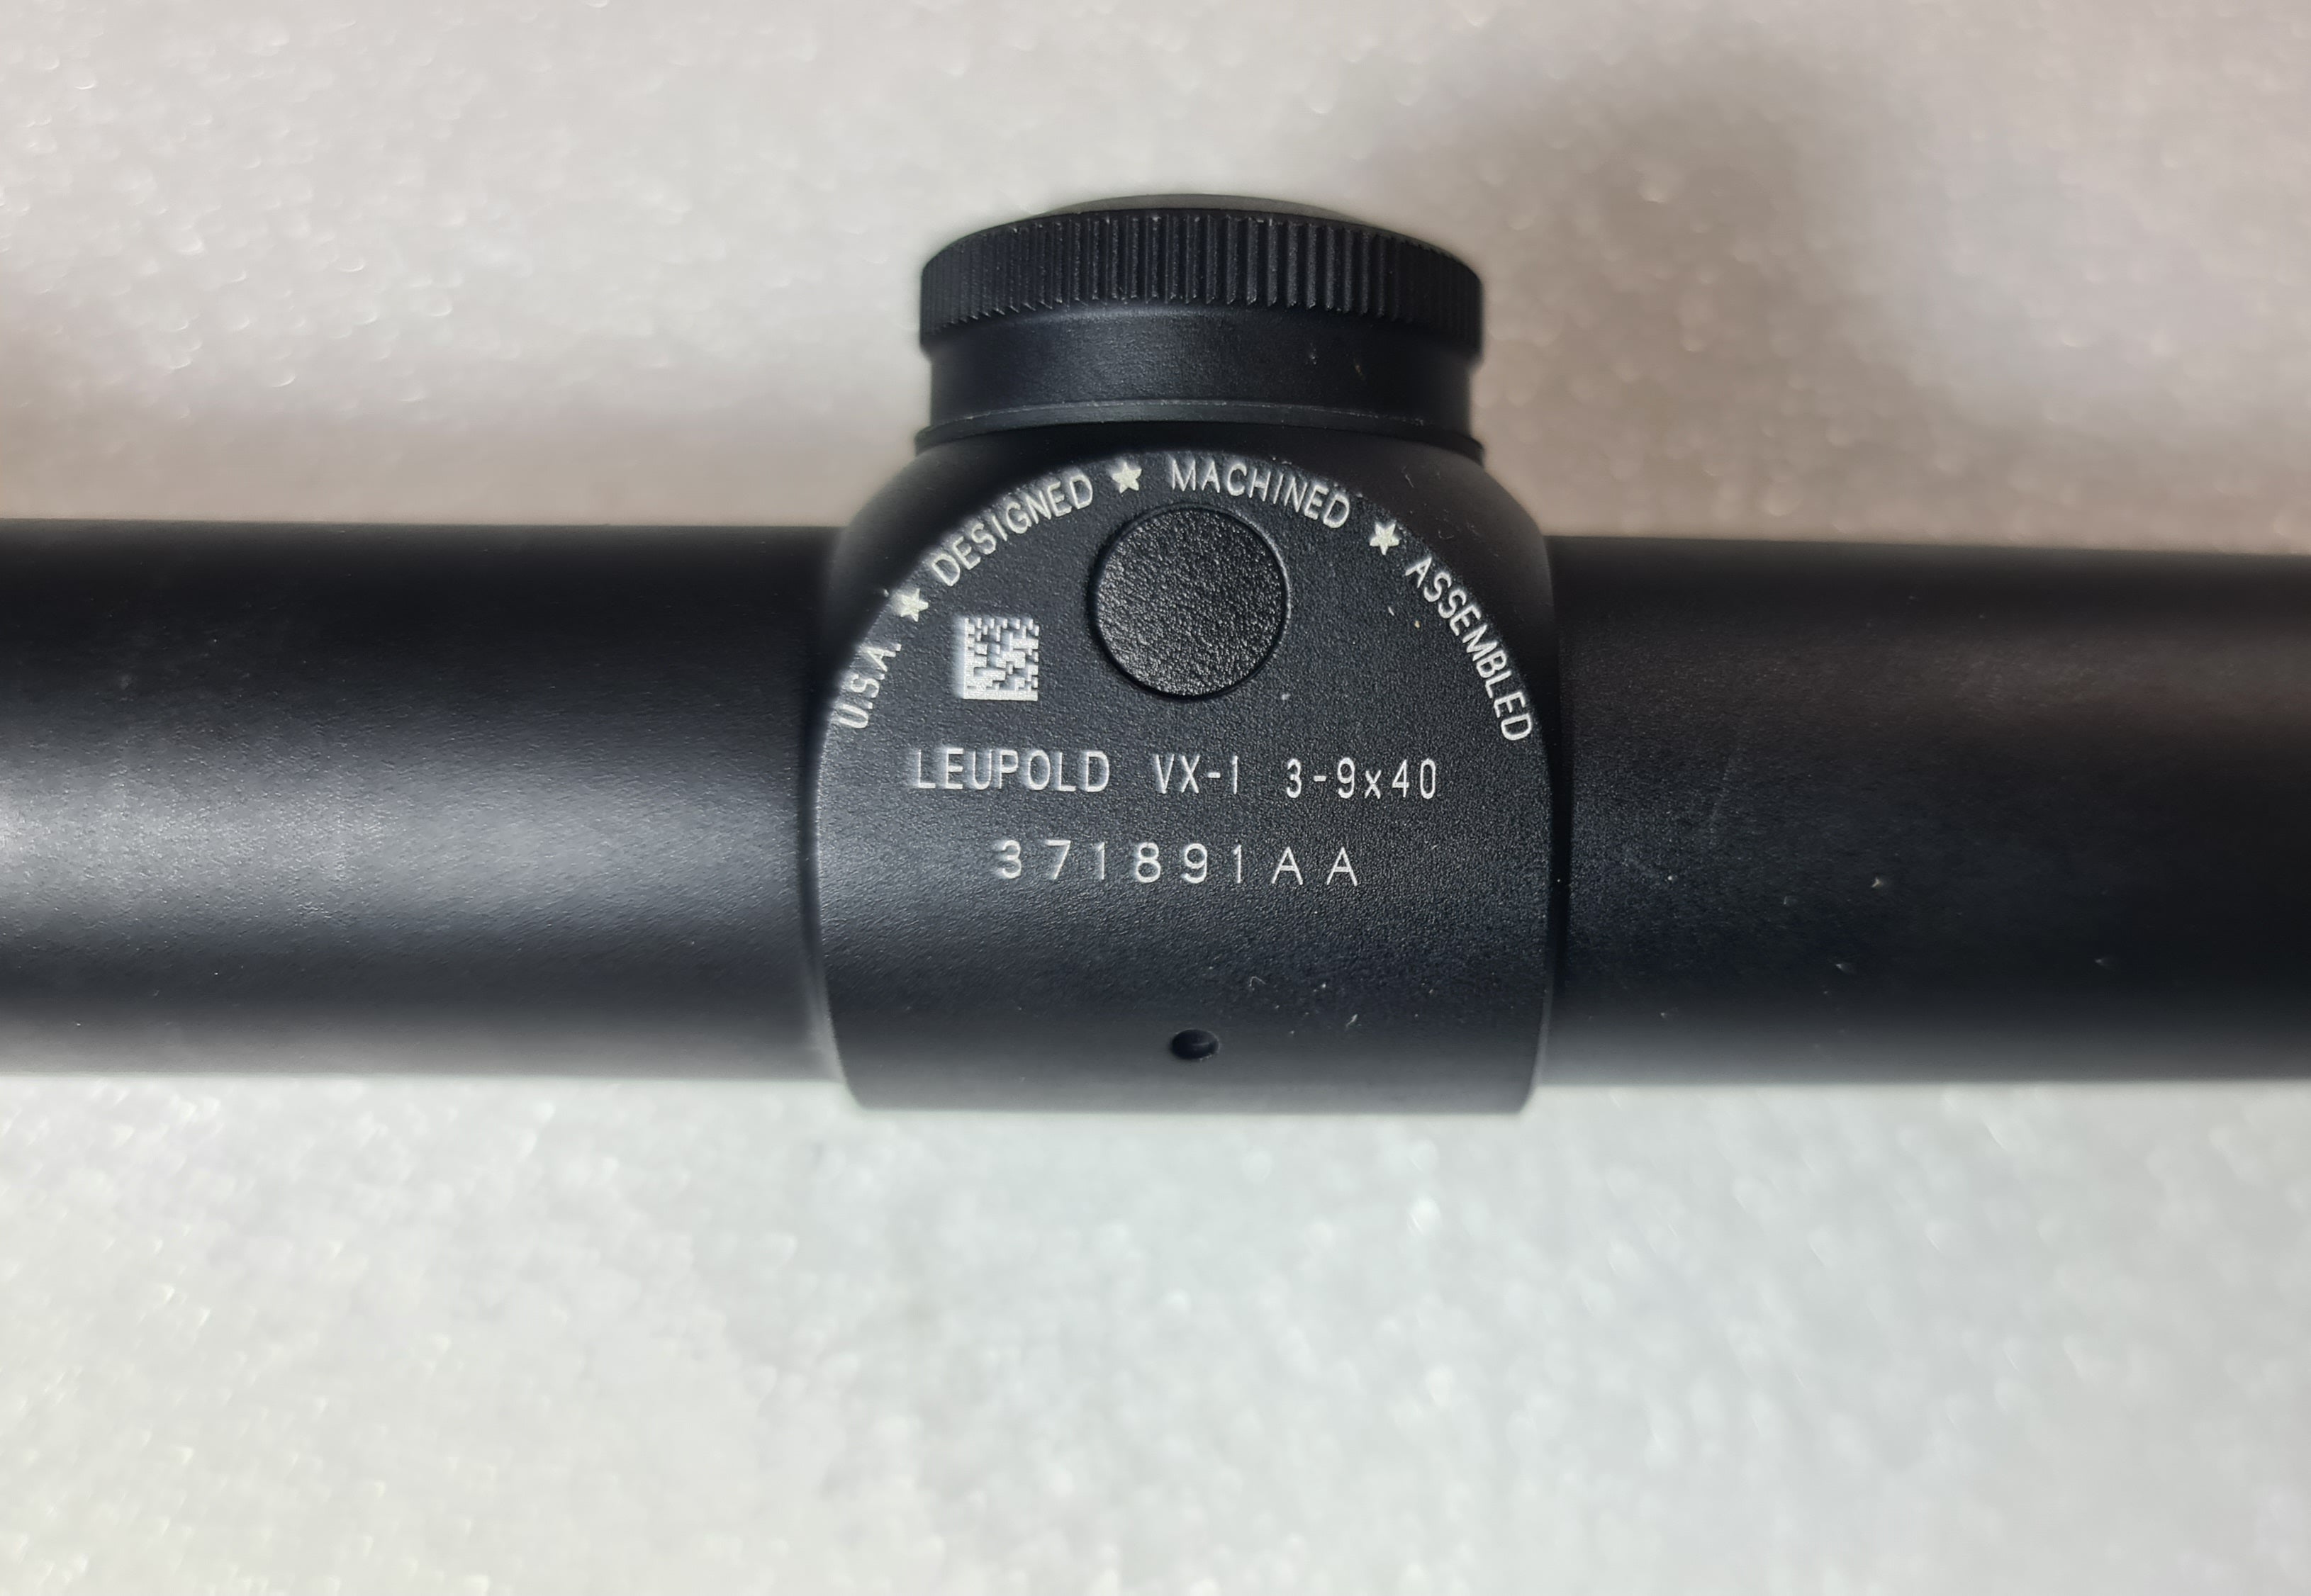 U.S.A. ★ DESIGNED ★ MACHINED ★ ASSEMBLED
LEUPOLD VX-1 3-9x40
371891AA